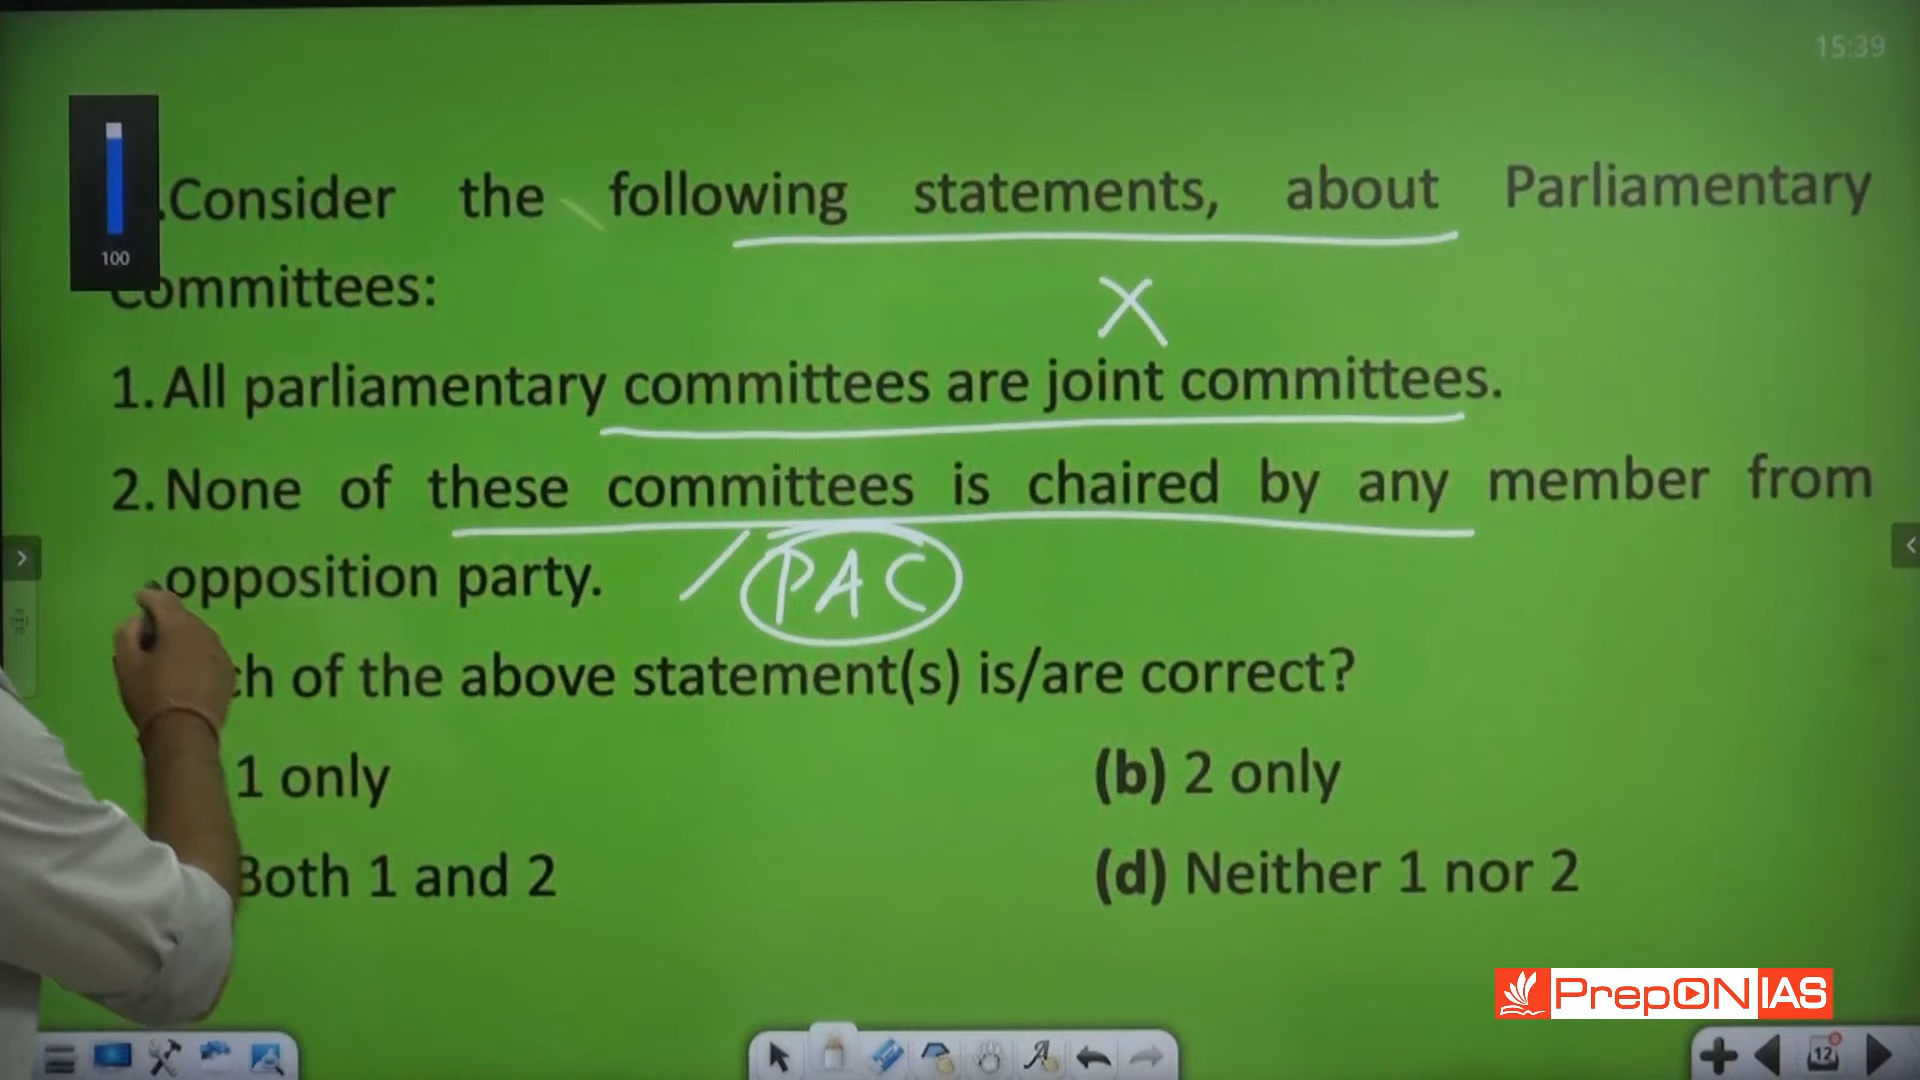 15:39
.Consider the following statements, about Parliamentary
100
Committees:
X
1. All parliamentary committees are joint committees.
2. None of these committees is chaired by any member from
opposition party.
PAC
ch of the above statement(s) is/are correct?
1 only
(b) 2 only
Both 1 and 2
(d) Neither 1 nor 2
PrepON IAS
12